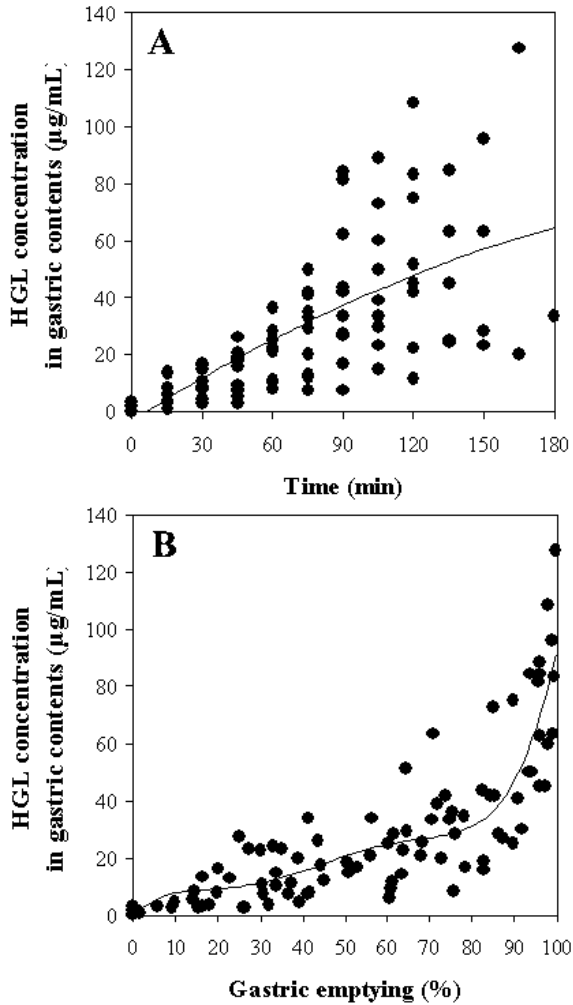 A
HGL concentration
in gastric contents (µg/mL)
140
120
100
80
60
40
20
0
0 30 60 90 120 150 180
Time (min)
B
HGL concentration
in gastric contents (µg/mL)
140
120
100
80
60
40
20
0
0 10 20 30 40 50 60 70 80 90 100
Gastric emptying (%)